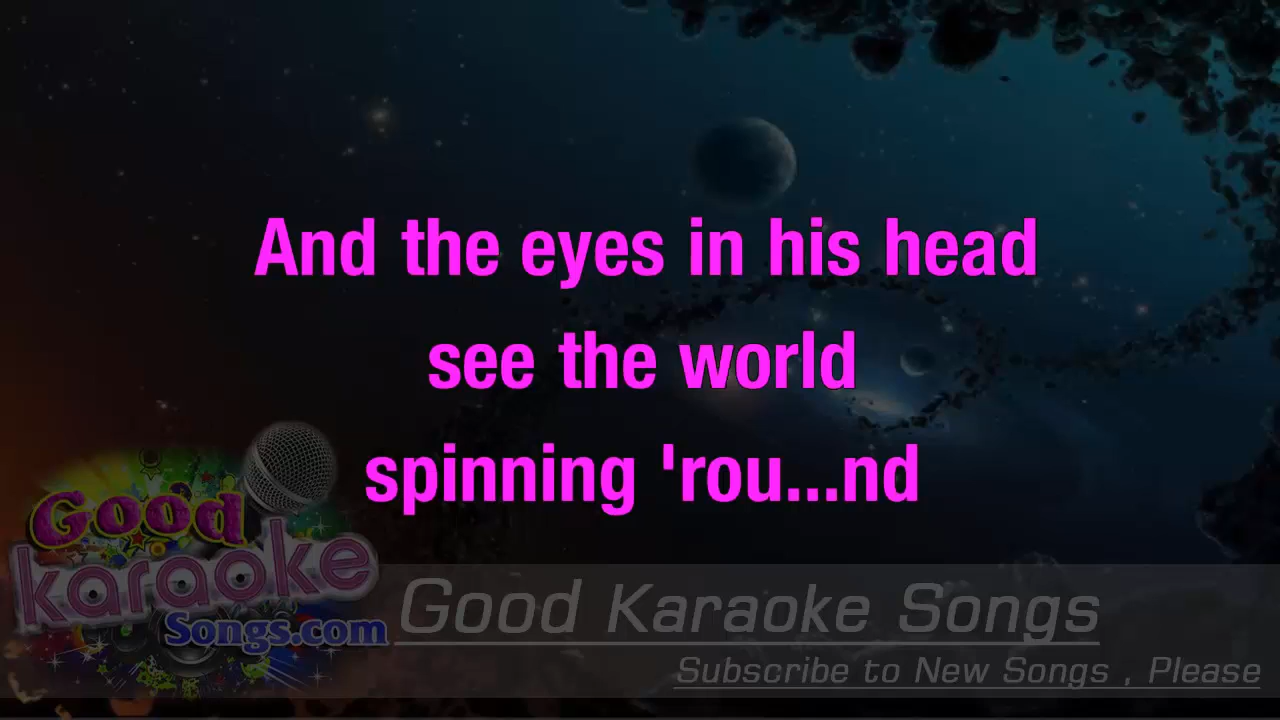 And the eyes in his head
see the world
spinning 'rou...nd
Good
karaoke
Songs.com
Good Karaoke Songs
Subscribe to New Songs , Please